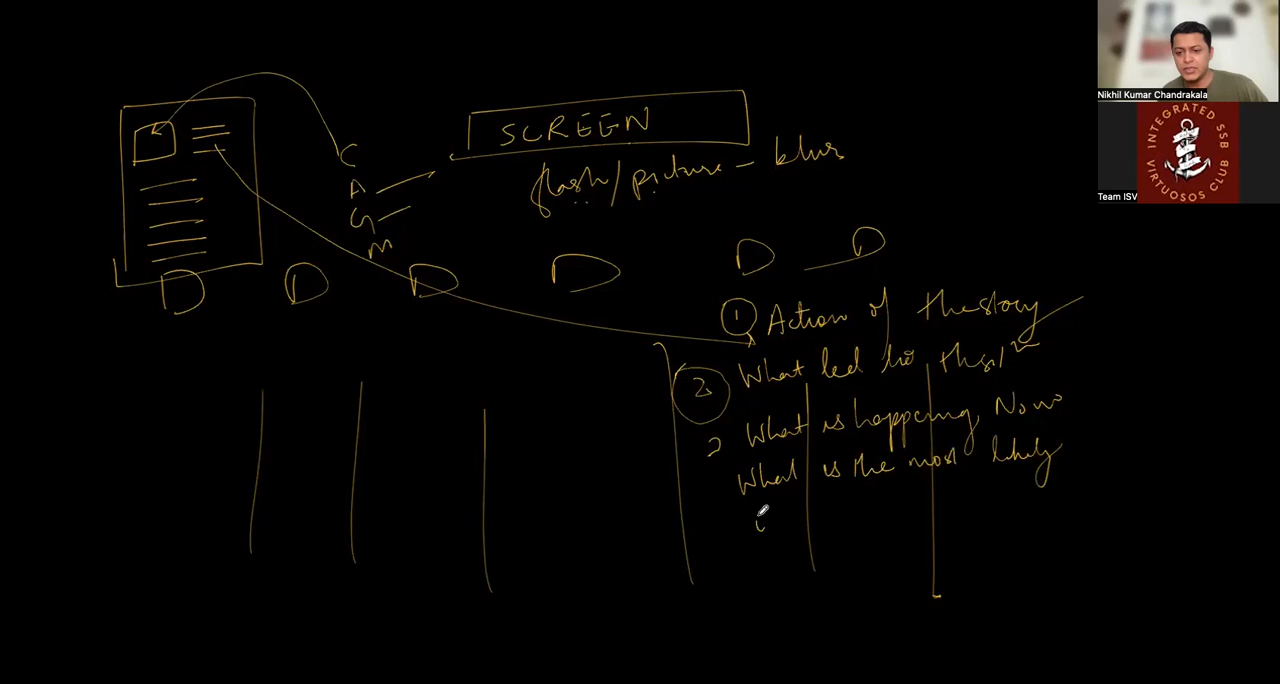 Nikhil Kumar Chandrakala
INTEGRATED SSB
VIRTUOSOS CLUB
Team ISV
SCREEN
flash/picture - blur
C
A
G
M
D D D D D D
1 Action of the story
2 What led to this
What is happening Now
What is the most likely